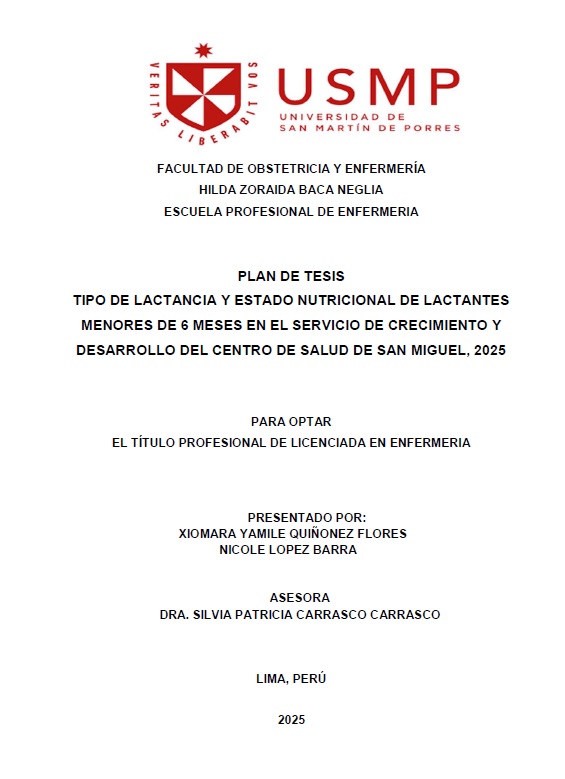 VERITAS LIBERABIT VOS
USMP
UNIVERSIDAD DE
SAN MARTÍN DE PORRES
FACULTAD DE OBSTETRICIA Y ENFERMERÍA
HILDA ZORAIDA BACA NEGLIA
ESCUELA PROFESIONAL DE ENFERMERIA
PLAN DE TESIS
TIPO DE LACTANCIA Y ESTADO NUTRICIONAL DE LACTANTES
MENORES DE 6 MESES EN EL SERVICIO DE CRECIMIENTO Y
DESARROLLO DEL CENTRO DE SALUD DE SAN MIGUEL, 2025
PARA OPTAR
EL TÍTULO PROFESIONAL DE LICENCIADA EN ENFERMERIA
PRESENTADO POR:
XIOMARA YAMILE QUIÑONEZ FLORES
NICOLE LOPEZ BARRA
ASESORA
DRA. SILVIA PATRICIA CARRASCO CARRASCO
LIMA, PERÚ
2025